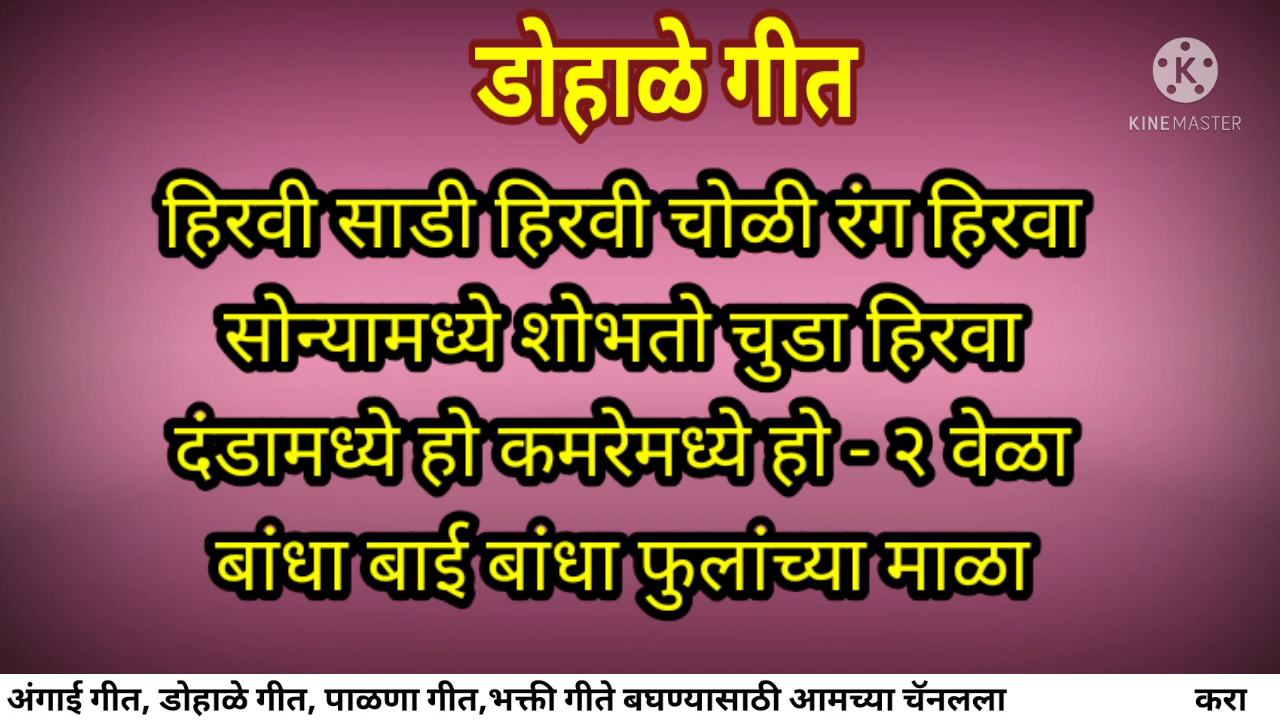 डोहाळे गीत
KINEMASTER
हिरवी साडी हिरवी चोळी रंग हिरवा
सोन्यामध्ये शोभतो चुडा हिरवा
दंडामध्ये हो कमरेमध्ये हो - २ वेळा
बांधा बाई बांधा फुलांच्या माळा
अंगाई गीत, डोहाळे गीत, पाळणा गीत,भक्ती गीते बघण्यासाठी आमच्या चॅनलला करा